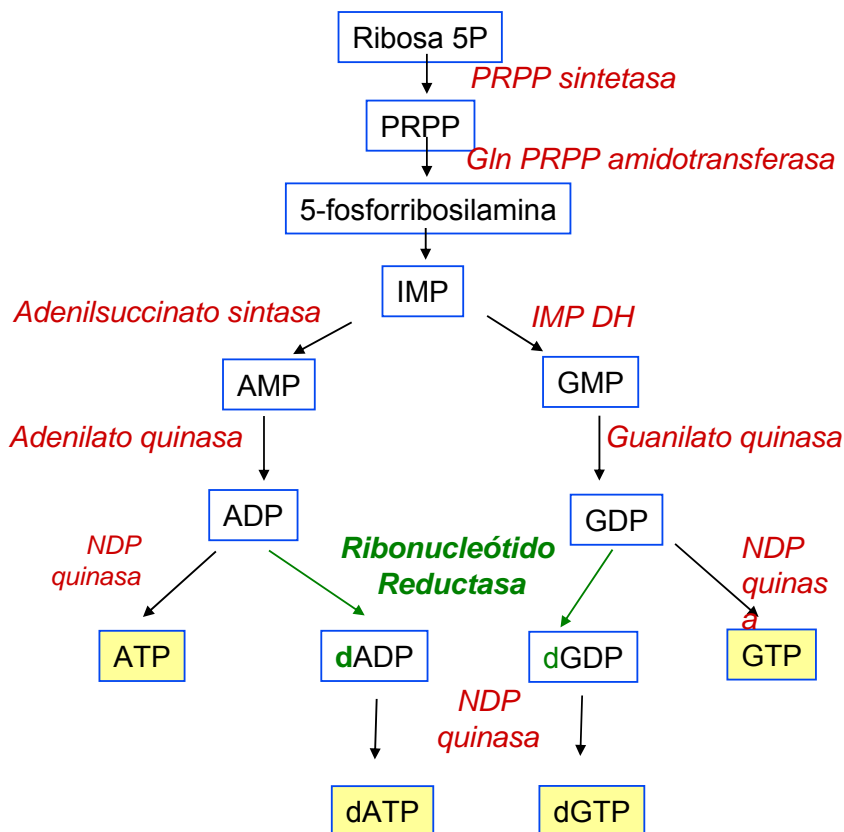 Ribosa 5P
PRPP sintetasa
PRPP
Gln PRPP amidotransferasa
5-fosforribosilamina
IMP
Adenilsuccinato sintasa
IMP DH
AMP
GMP
Adenilato quinasa
Guanilato quinasa
ADP
GDP
NDP
quinasa
Ribonucleótido
Reductasa
NDP
quinas
a
ATP
dADP
dGDP
GTP
NDP
quinasa
dATP
dGTP